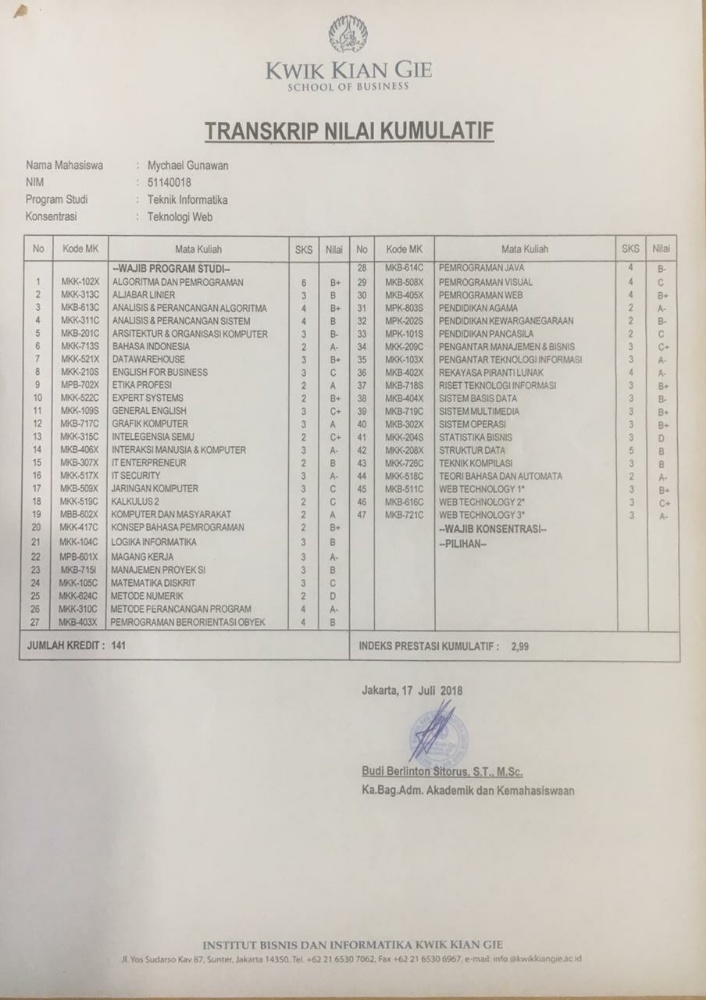 KWIK KIAN GIE
SCHOOL OF BUSINESS
TRANSKRIP NILAI KUMULATIF
Nama Mahasiswa : Mychael Gunawan
NIM : 51140018
Program Studi : Teknik Informatika
Konsentrasi : Teknologi Web
No Kode MK Mata Kuliah SKS Nilai No Kode MK Mata Kuliah SKS Nilai
--WAJIB PROGRAM STUDI-- 28 MKB-614C PEMROGRAMAN JAVA 4 B-
1 MKK-102X ALGORITMA DAN PEMROGRAMAN 6 B+ 29 MKB-508X PEMROGRAMAN VISUAL 4 C
2 MKK-313C ALJABAR LINIER 3 B 30 MKB-405X PEMROGRAMAN WEB 4 B+
3 MKB-613C ANALISIS & PERANCANGAN ALGORITMA 4 B+ 31 MPK-803S PENDIDIKAN AGAMA 2 A-
4 MKK-311C ANALISIS & PERANCANGAN SISTEM 4 B 32 MPK-202S PENDIDIKAN KEWARGANEGARAAN 2 B-
5 MKB-201C ARSITEKTUR & ORGANISASI KOMPUTER 3 B- 33 MPK-101S PENDIDIKAN PANCASILA 2 C
6 MKK-713S BAHASA INDONESIA 2 A- 34 MKK-209C PENGANTAR MANAJEMEN & BISNIS 3 C+
7 MKK-521X DATAWAREHOUSE 3 B+ 35 MKK-103X PENGANTAR TEKNOLOGI INFORMASI 3 A-
8 MKK-210S ENGLISH FOR BUSINESS 3 C 36 MKB-402X REKAYASA PIRANTI LUNAK 4 A-
9 MPB-702X ETIKA PROFESI 2 A 37 MKB-718S RISET TEKNOLOGI INFORMASI 3 B+
10 MKK-522C EXPERT SYSTEMS 2 B+ 38 MKB-404X SISTEM BASIS DATA 3 B-
11 MKK-109S GENERAL ENGLISH 3 C+ 39 MKB-719C SISTEM MULTIMEDIA 3 B+
12 MKB-717C GRAFIK KOMPUTER 3 A 40 MKB-302X SISTEM OPERASI 3 B+
13 MKK-315C INTELEGENSIA SEMU 2 C+ 41 MKK-204S STATISTIKA BISNIS 3 D
14 MKB-406X INTERAKSI MANUSIA & KOMPUTER 3 A- 42 MKK-208X STRUKTUR DATA 5 B
15 MKB-307X IT ENTERPRENEUR 2 B 43 MKK-726C TEKNIK KOMPILASI 3 B
16 MKK-517X IT SECURITY 3 A- 44 MKK-518C TEORI BAHASA DAN AUTOMATA 2 A-
17 MKB-509X JARINGAN KOMPUTER 3 C 45 MKB-511C WEB TECHNOLOGY 1* 3 B+
18 MKK-519C KALKULUS 2 2 C 46 MKB-616C WEB TECHNOLOGY 2* 3 C+
19 MBB-602X KOMPUTER DAN MASYARAKAT 2 A 47 MKB-721C WEB TECHNOLOGY 3* 3 A-
20 MKK-417C KONSEP BAHASA PEMROGRAMAN 2 B+ --WAJIB KONSENTRASI--
21 MKK-104C LOGIKA INFORMATIKA 3 B --PILIHAN--
22 MPB-601X MAGANG KERJA 3 A-
23 MKB-715I MANAJEMEN PROYEK SI 3 B
24 MKK-105C MATEMATIKA DISKRIT 3 C
25 MKK-624C METODE NUMERIK 2 D
26 MKK-310C METODE PERANCANGAN PROGRAM 4 A-
27 MKB-403X PEMROGRAMAN BERORIENTASI OBYEK 4 B
JUMLAH KREDIT : 141 INDEKS PRESTASI KUMULATIF : 2,99
Jakarta, 17 Juli 2018
Budi Berlinton Sitorus, S.T., M.Sc.
Ka.Bag.Adm. Akademik dan Kemahasiswaan
INSTITUT BISNIS DAN INFORMATIKA KWIK KIAN GIE
Jl. Yos Sudarso Kav 87, Sunter, Jakarta 14350, Tel. +62 21 6530 7062, Fax +62 21 6530 6967, e-mail: info@kwikkiangie.ac.id